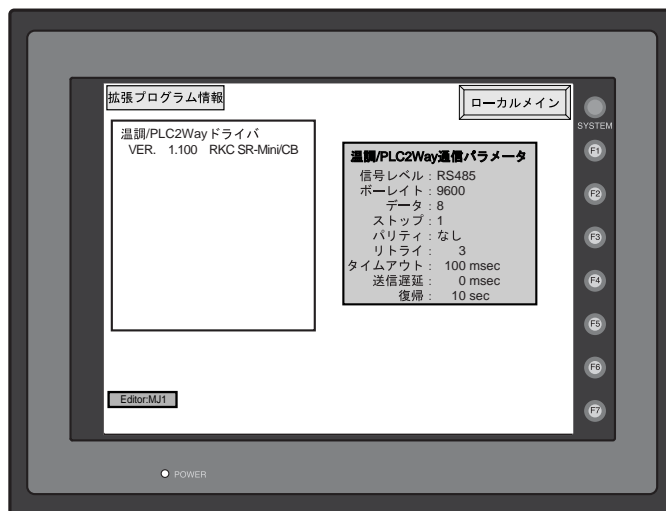 拡張プログラム情報
ローカルメイン
SYSTEM
温調/PLC2Wayドライバ
VER. 1.100 RKC SR-Mini/CB
温調/PLC2Way通信パラメータ
信号レベル：RS485
ボーレイト：9600
データ：8
ストップ：1
パリティ：なし
リトライ： 3
タイムアウト： 100 msec
送信遅延： 0 msec
復帰： 10 sec
F1
F2
F3
F4
F5
F6
F7
Editor:MJ1
POWER